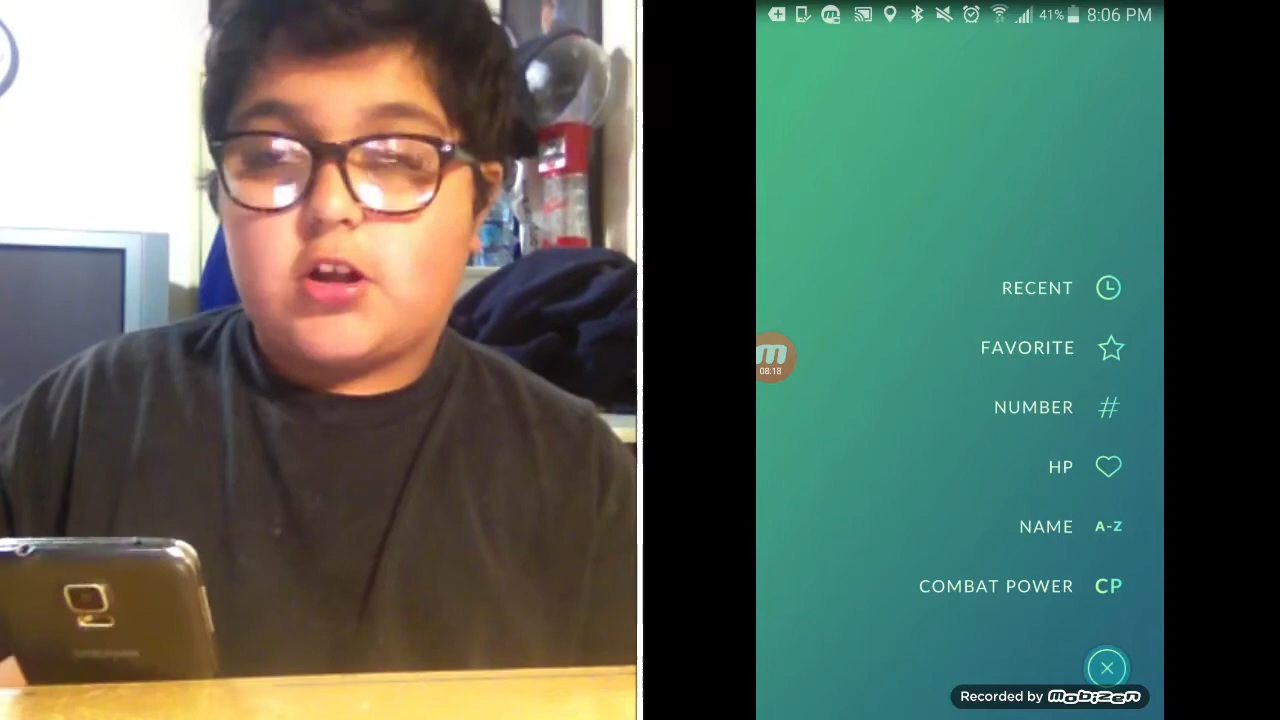 41% 8:06 PM
RECENT
FAVORITE
NUMBER #
HP
08:18
NAME A-Z
COMBAT POWER CP
Recorded by mobizen